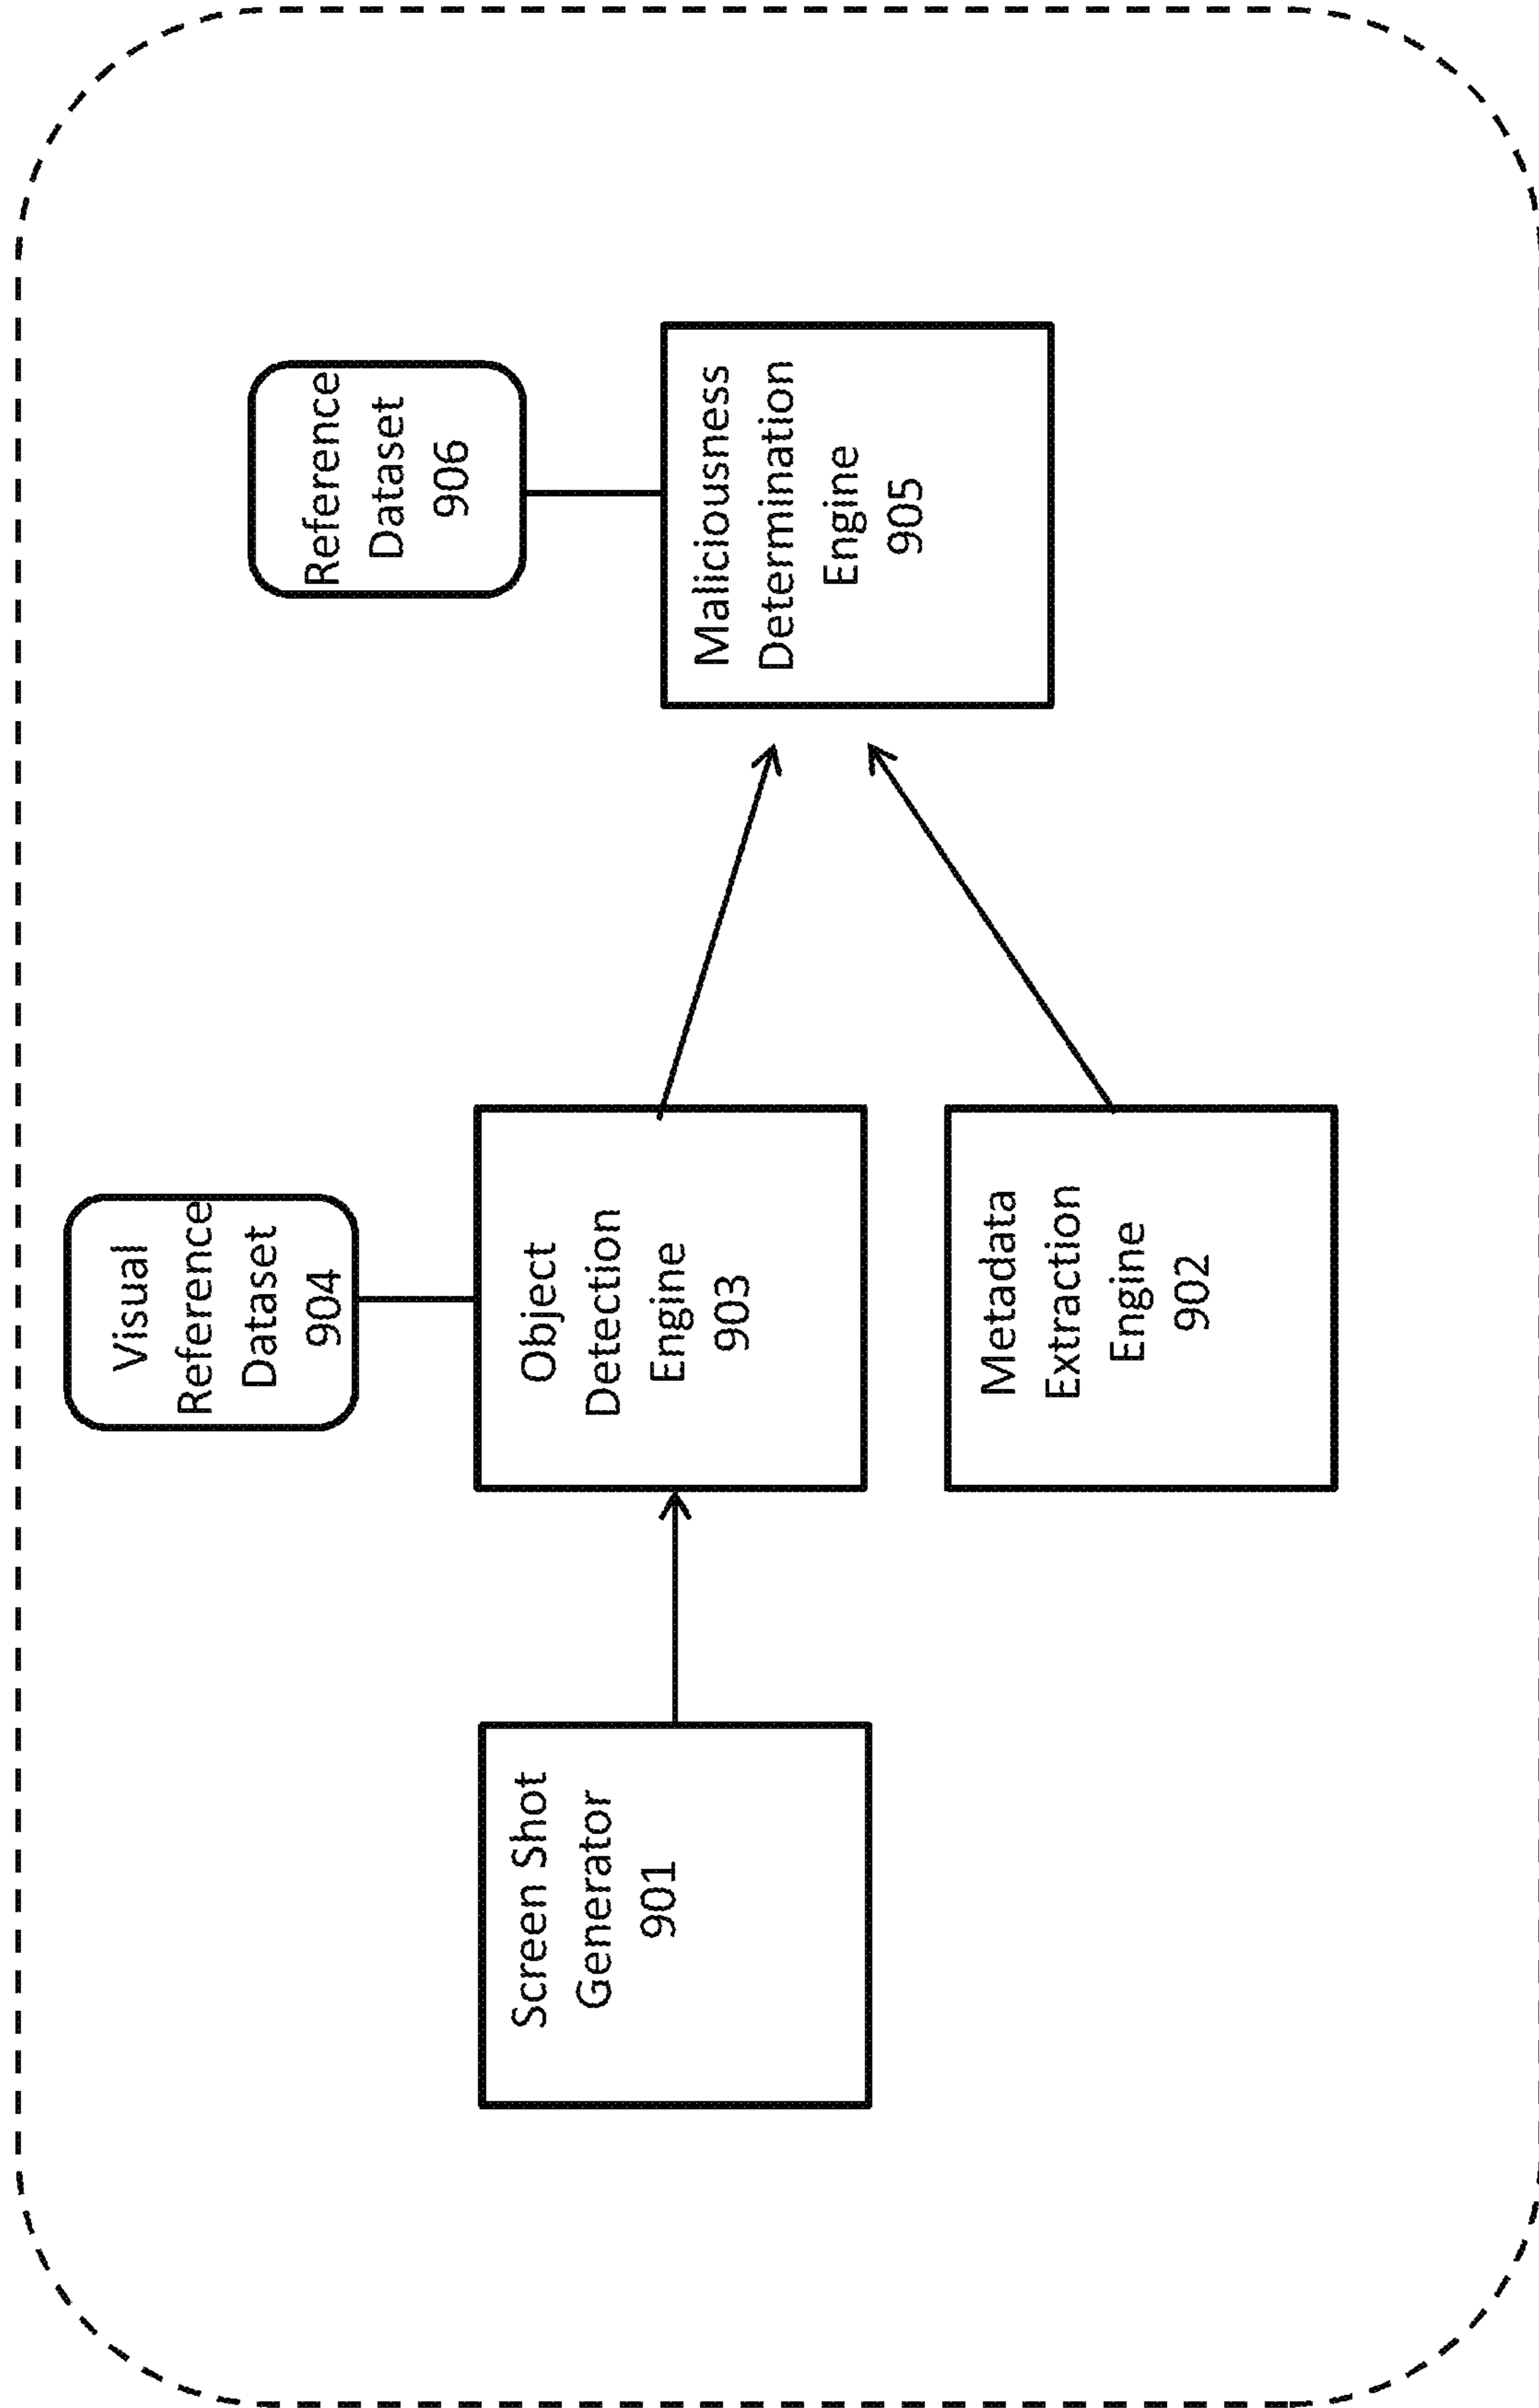 Visual
Reference
Dataset
904
Reference
Dataset
906
Screen Shot
Generator
901
Object
Detection
Engine
903
Maliciousness
Determination
Engine
905
Metadata
Extraction
Engine
902